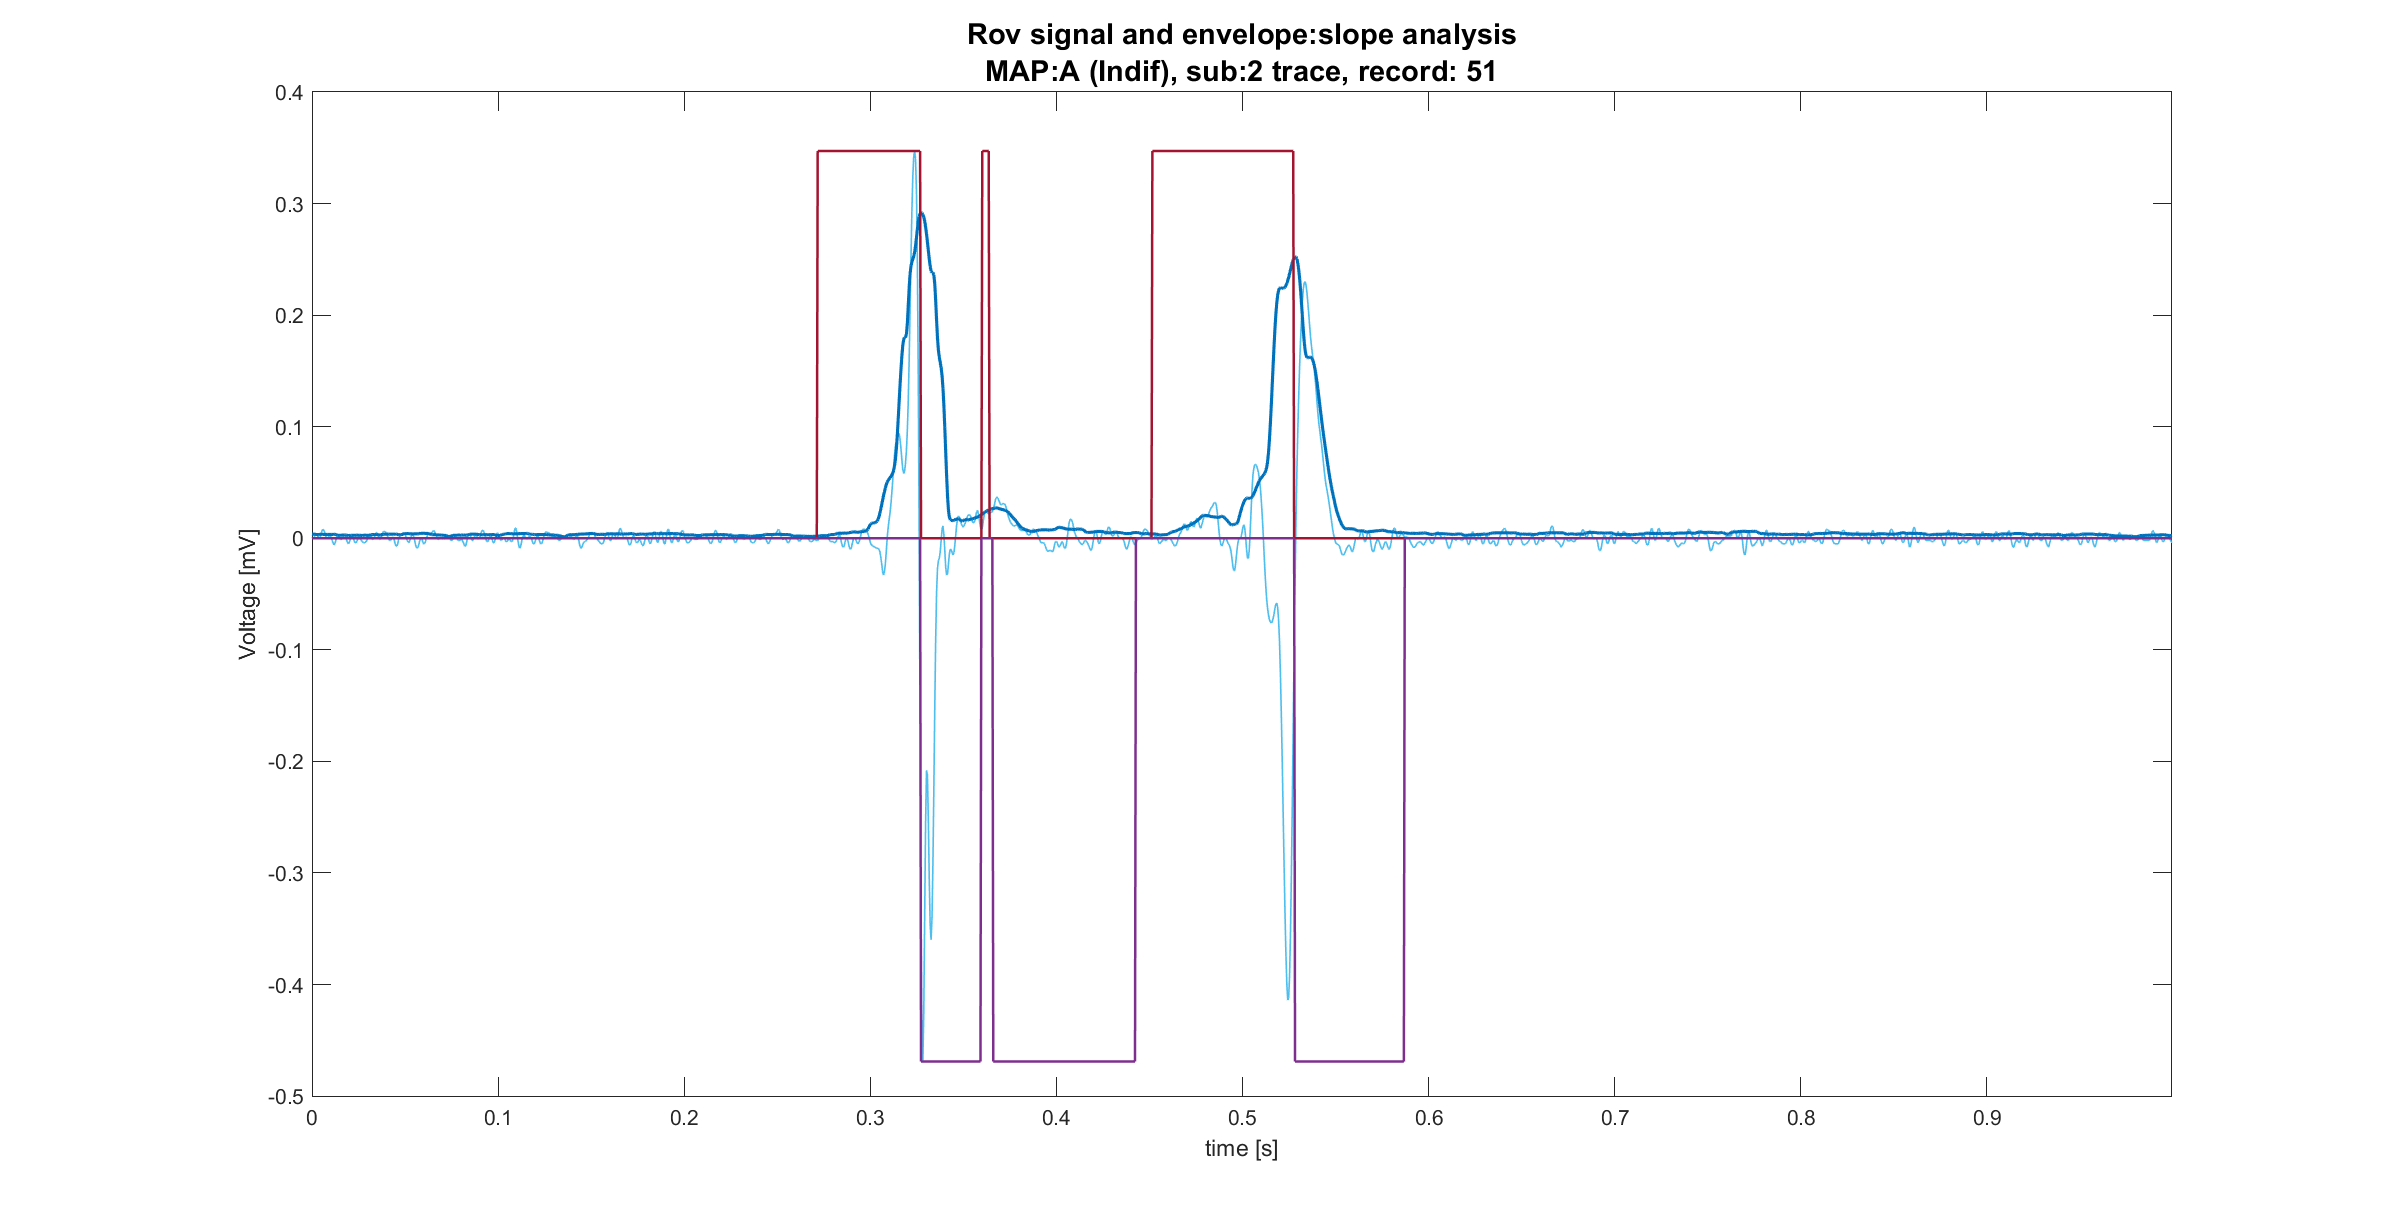 Rov signal and envelope:slope analysis
MAP:A (Indif), sub:2 trace, record: 51
0.4
0.3
0.2
0.1
0
-0.1
-0.2
-0.3
-0.4
-0.5
Voltage [mV]
0 0.1 0.2 0.3 0.4 0.5 0.6 0.7 0.8 0.9
time [s]